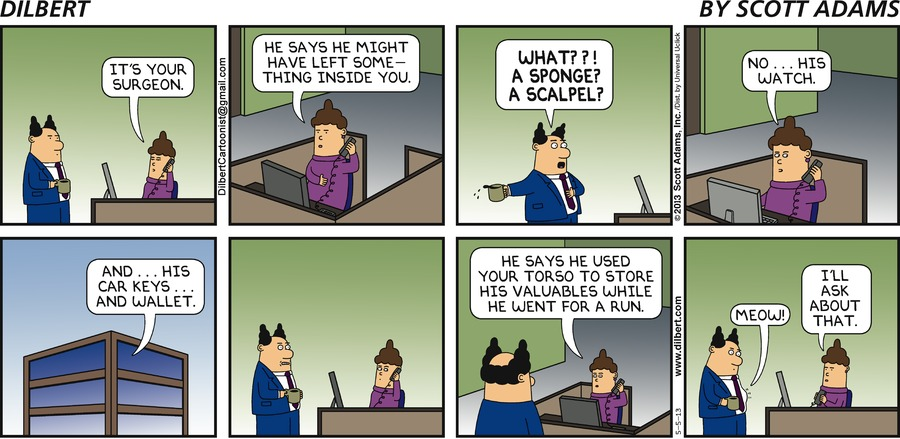 DILBERT
BY SCOTT ADAMS
IT'S YOUR
SURGEON.
DilbertCartoonist@gmail.com
HE SAYS HE MIGHT
HAVE LEFT SOME-
THING INSIDE YOU.
WHAT??!
A SPONGE?
A SCALPEL?
©2013 Scott Adams, Inc. /Dist. by Universal Uclick
NO...HIS
WATCH.
AND...HIS
CAR KEYS...
AND WALLET.
HE SAYS HE USED
YOUR TORSO TO STORE
HIS VALUABLES WHILE
HE WENT FOR A RUN.
5-5-13
www.dilbert.com
MEOW!
I'LL
ASK
ABOUT
THAT.